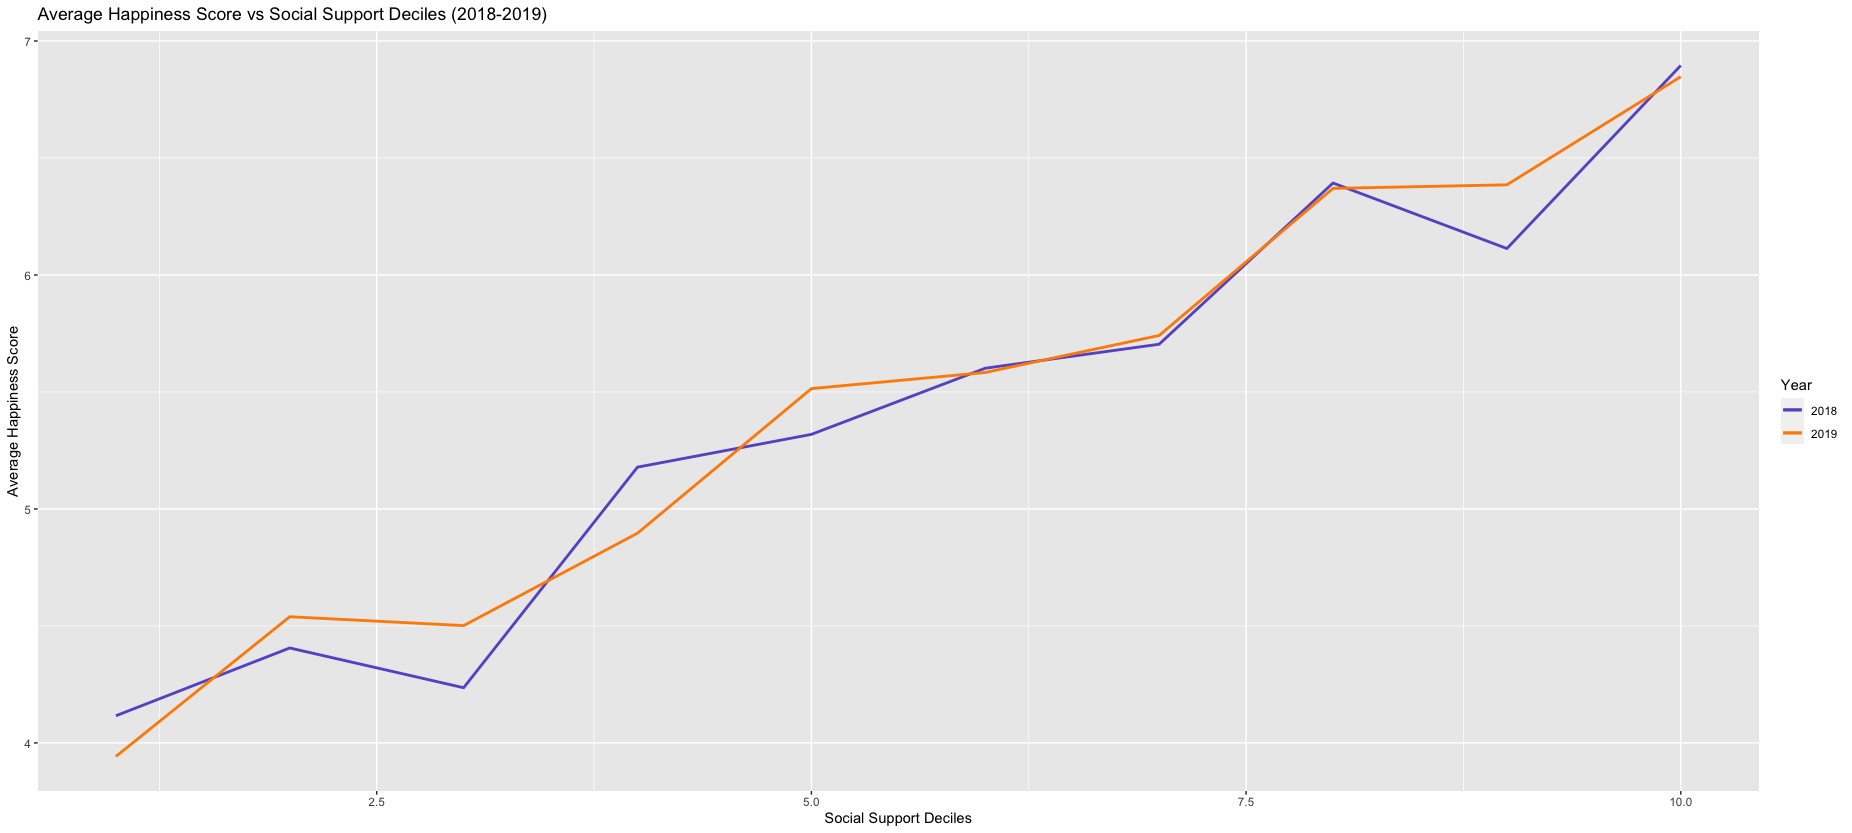 Average Happiness Score vs Social Support Deciles (2018-2019)
7
6
5
4
Average Happiness Score
2.5
5.0
7.5
10.0
Social Support Deciles
Year
2018
2019